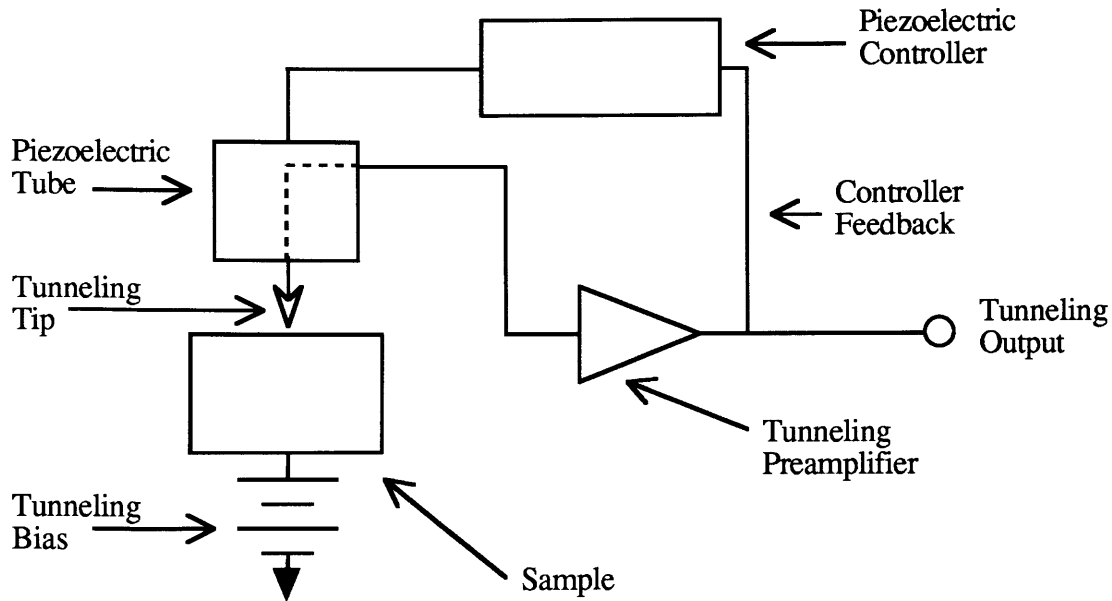 Piezoelectric
Controller
Piezoelectric
Tube
Controller
Feedback
Tunneling
Tip
Tunneling
Output
Tunneling
Preamplifier
Tunneling
Bias
Sample